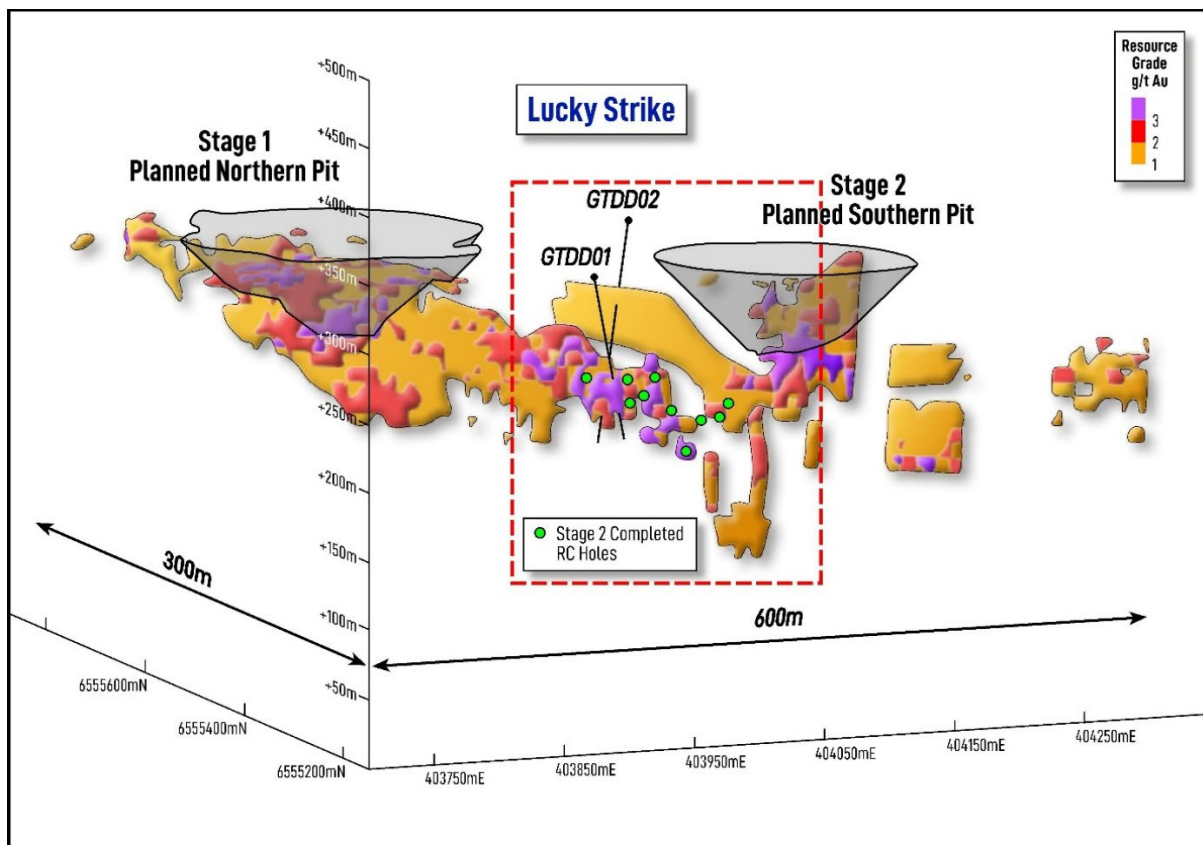 Lucky Strike
Resource
Grade
g/t Au
3
2
1
Stage 1
Planned Northern Pit
Stage 2
Planned Southern Pit
GTDD02
GTDD01
+500m
+450m
+400m
+350m
+300m
+250m
+200m
+150m
+100m
+50m
Stage 2 Completed
RC Holes
300m
600m
6555600mN
6555400mN
6555200mN
403750mE
403850mE
403950mE
404050mE
404150mE
404250mE